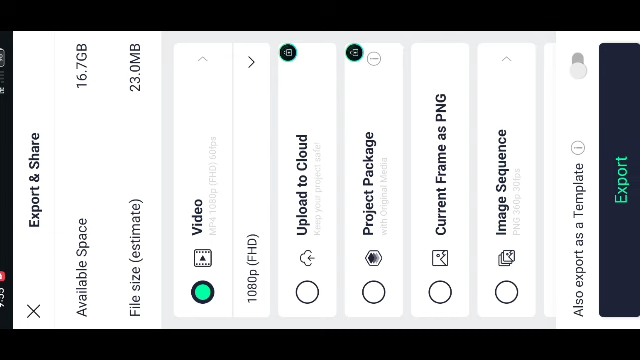 Export & Share
Available Space 16.7GB
File size (estimate) 23.0MB
Video
MP4 1080p (FHD) 60fps
1080p (FHD)
Upload to Cloud
Keep your project safe!
Project Package
with Original Media
Current Frame as PNG
Image Sequence
PNG 360p 30fps
Also export as a Template
Export